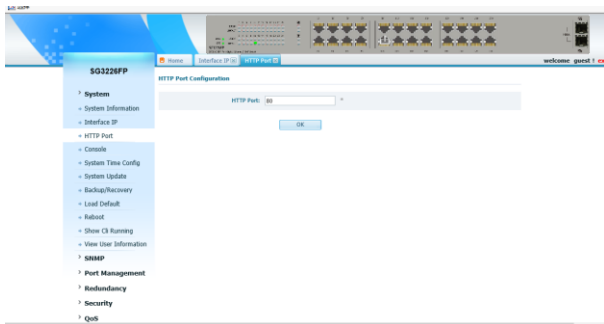 Home Interface IP HTTP Port
welcome guest !
SG3226FP
HTTP Port Configuration
HTTP Port: 80 *
OK
System
System Information
Interface IP
HTTP Port
Console
System Time Config
System Update
Backup/Recovery
Load Default
Reboot
Show Cli Running
View User Information
SNMP
Port Management
Redundancy
Security
QoS